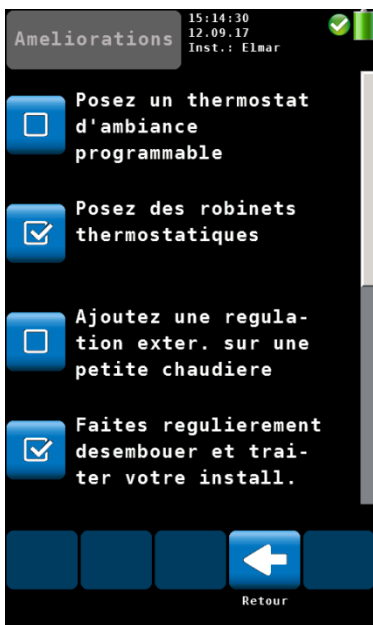 Ameliorations
15:14:30
12.09.17
Inst.: Elmar
Posez un thermostat
d'ambiance
programmable
Posez des robinets
thermostatiques
Ajoutez une regula-
tion exter. sur une
petite chaudiere
Faites regulierement
desembouer et trai-
ter votre install.
Retour